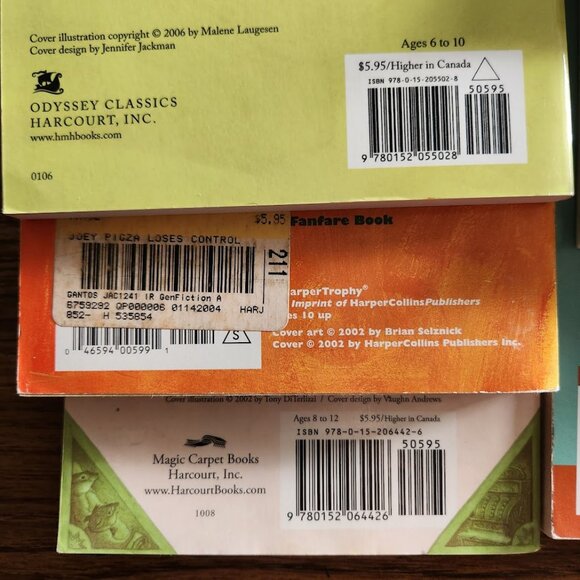 Cover illustration copyright © 2006 by Malene Laugesen
Cover design by Jennifer Jackman
Ages 6 to 10
$5.95/Higher in Canada
ISBN 978-0-15-205502-8
50595
9 780152 055028
ODYSSEY CLASSICS
HARCOURT, INC.
www.hmhbooks.com
0106
$5.95
Fanfare Book
JOEY PIGZA LOSES CONTROL
211
GANTOS JAC1241 IR GenFiction A
6759292 QP000006 01142004 HARJ
852- H 535854
0 46594 00599 1
S
HarperTrophy®
Imprint of HarperCollinsPublishers
Ages 10 up
Cover art © 2002 by Brian Selznick
Cover © 2002 by HarperCollins Publishers Inc.
Cover illustration © 2002 by Tony DiTerlizzi / Cover design by Vaughn Andrews
Ages 8 to 12 $5.95/Higher in Canada
ISBN 978-0-15-206442-6
50595
9 780152 064426
Magic Carpet Books
Harcourt, Inc.
www.HarcourtBooks.com
1008